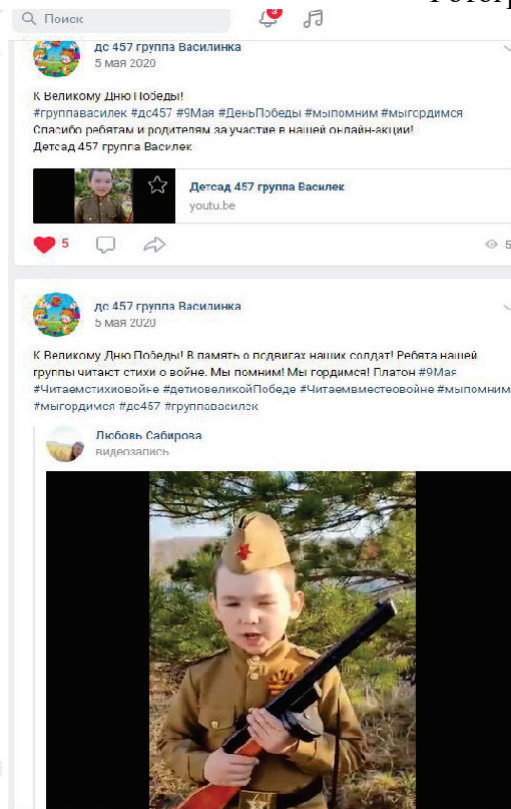 Поиск
дс 457 группа Василинка
5 мая 2020
К Великому Дню Победы!
#группавасилек #дс457 #9Мая #ДеньПобеды #мыпомним #мыгордимся
Спасибо ребятам и родителям за участие в нашей онлайн-акции!
Детсад 457 группа Василек
Детсад 457 группа Василек
youtu.be
5
5
дс 457 группа Василинка
5 мая 2020
К Великому Дню Победы! В память о подвигах наших солдат! Ребята нашей
группы читают стихи о войне. Мы помним! Мы гордимся! Платон #9Мая
#Читаемстихиовойне #детиовеликойПобеде #Читаемвместеовойне #мыпомним
#мыгордимся #дс457 #группавасилек
Любовь Сабирова
видеозапись